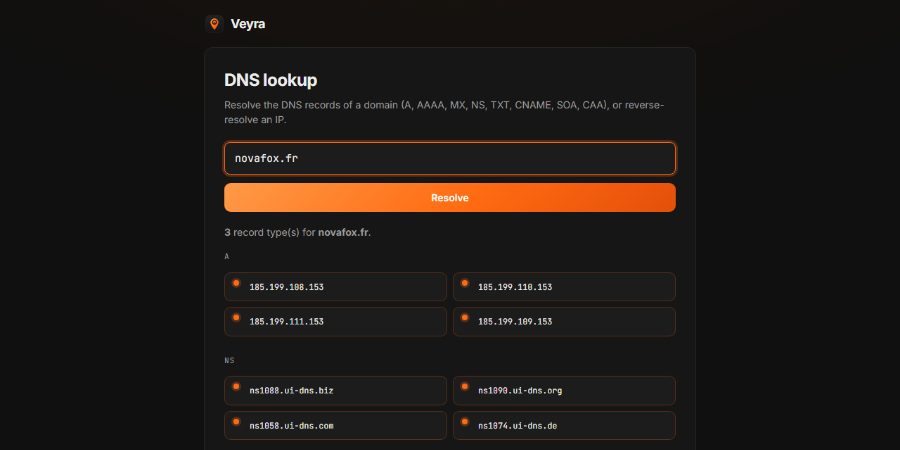 Veyra
DNS lookup
Resolve the DNS records of a domain (A, AAAA, MX, NS, TXT, CNAME, SOA, CAA), or reverse-
resolve an IP.
novafox.fr
Resolve
3 record type(s) for novafox.fr.
A
185.199.108.153
185.199.110.153
185.199.111.153
185.199.109.153
NS
ns1088.ui-dns.biz
ns1090.ui-dns.org
ns1058.ui-dns.com
ns1074.ui-dns.de